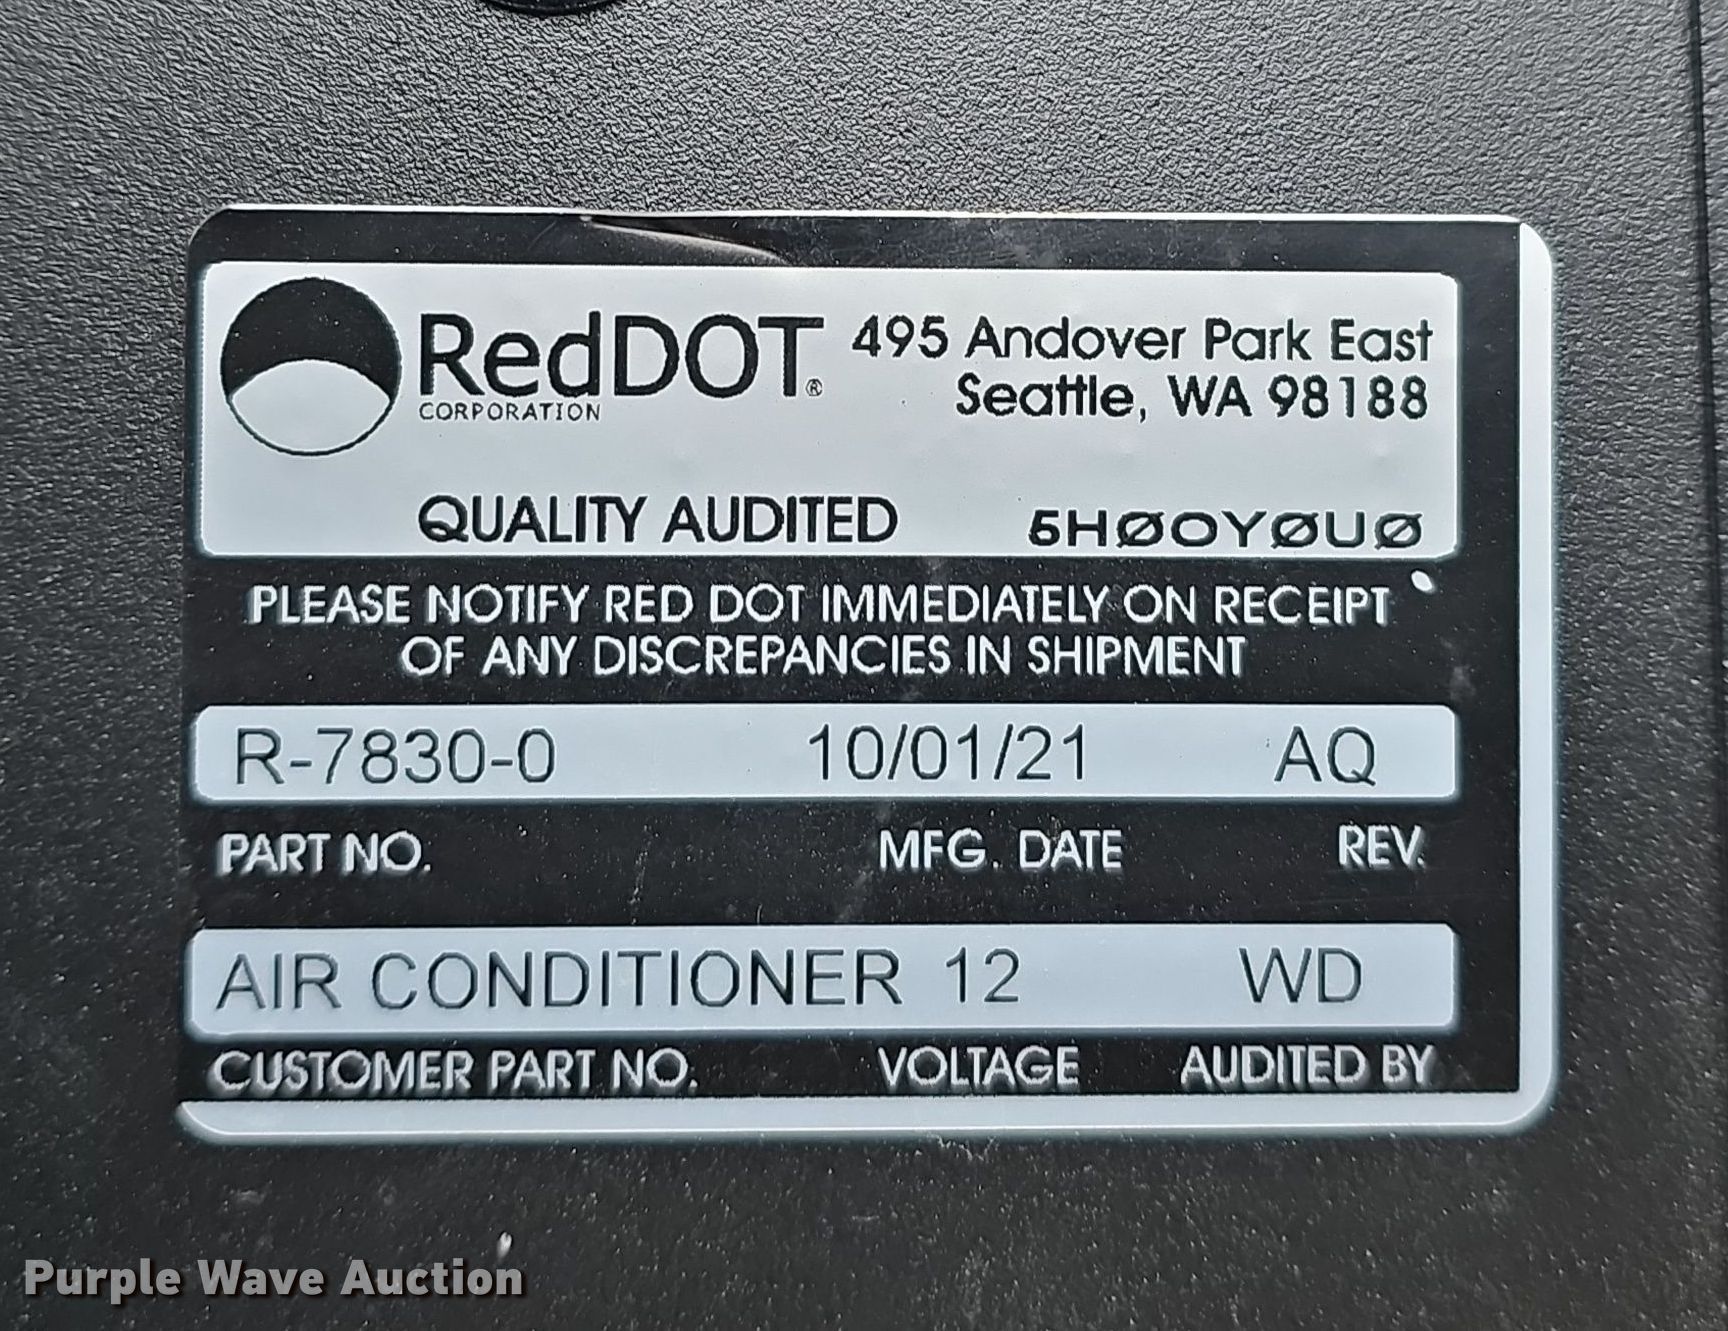 RedDOT®
CORPORATION
495 Andover Park East
Seattle, WA 98188
QUALITY AUDITED 5HØOYØUØ
PLEASE NOTIFY RED DOT IMMEDIATELY ON RECEIPT
OF ANY DISCREPANCIES IN SHIPMENT
R-7830-0 10/01/21 AQ
PART NO. MFG. DATE REV.
AIR CONDITIONER 12 WD
CUSTOMER PART NO. VOLTAGE AUDITED BY
Purple Wave Auction